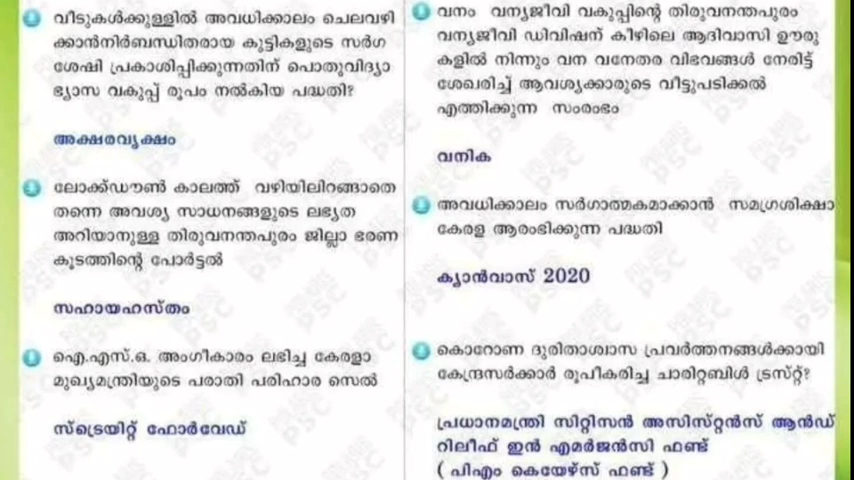 വീടുകൾക്കുള്ളിൽ അവധിക്കാലം ചെലവഴി
ക്കാൻനിർബന്ധിതരായ കുട്ടികളുടെ സർഗ
ശേഷി പ്രകാശിപ്പിക്കുന്നതിന് പൊതുവിദ്യാ
ഭ്യാസ വകുപ്പ് രൂപം നൽകിയ പദ്ധതി?
അക്ഷരവൃക്ഷം
ലോക്ക്ഡൗൺ കാലത്ത് വഴിയിലിറങ്ങാതെ
തന്നെ അവശ്യ സാധനങ്ങളുടെ ലഭ്യത
അറിയാനുള്ള തിരുവനന്തപുരം ജില്ലാ ഭരണ
കൂടത്തിന്റെ പോർട്ടൽ
സഹായഹസ്തം
ഐ.എസ്.ഒ. അംഗീകാരം ലഭിച്ച കേരളാ
മുഖ്യമന്ത്രിയുടെ പരാതി പരിഹാര സെൽ
സ്ട്രെയിറ്റ് ഫോർവേഡ്
വനം വന്യജീവി വകുപ്പിന്റെ തിരുവനന്തപുരം
വന്യജീവി ഡിവിഷന് കീഴിലെ ആദിവാസി ഊരു
കളിൽ നിന്നും വന വനേതര വിഭവങ്ങൾ നേരിട്ട്
ശേഖരിച്ച് ആവശ്യക്കാരുടെ വീട്ടുപടിക്കൽ
എത്തിക്കുന്ന സംരംഭം
വനിക
അവധിക്കാലം സർഗാത്മകമാക്കാൻ സമഗ്രശിക്ഷാ
കേരള ആരംഭിക്കുന്ന പദ്ധതി
ക്യാൻവാസ് 2020
കൊറോണ ദുരിതാശ്വാസ പ്രവർത്തനങ്ങൾക്കായി
കേന്ദ്രസർക്കാർ രൂപീകരിച്ച ചാരിറ്റബിൾ ട്രസ്റ്റ്?
പ്രധാനമന്ത്രി സിറ്റിസൻ അസിസ്റ്റൻസ് ആൻഡ്
റിലീഫ് ഇൻ എമർജൻസി ഫണ്ട്
( പിഎം കെയേഴ്സ് ഫണ്ട് )